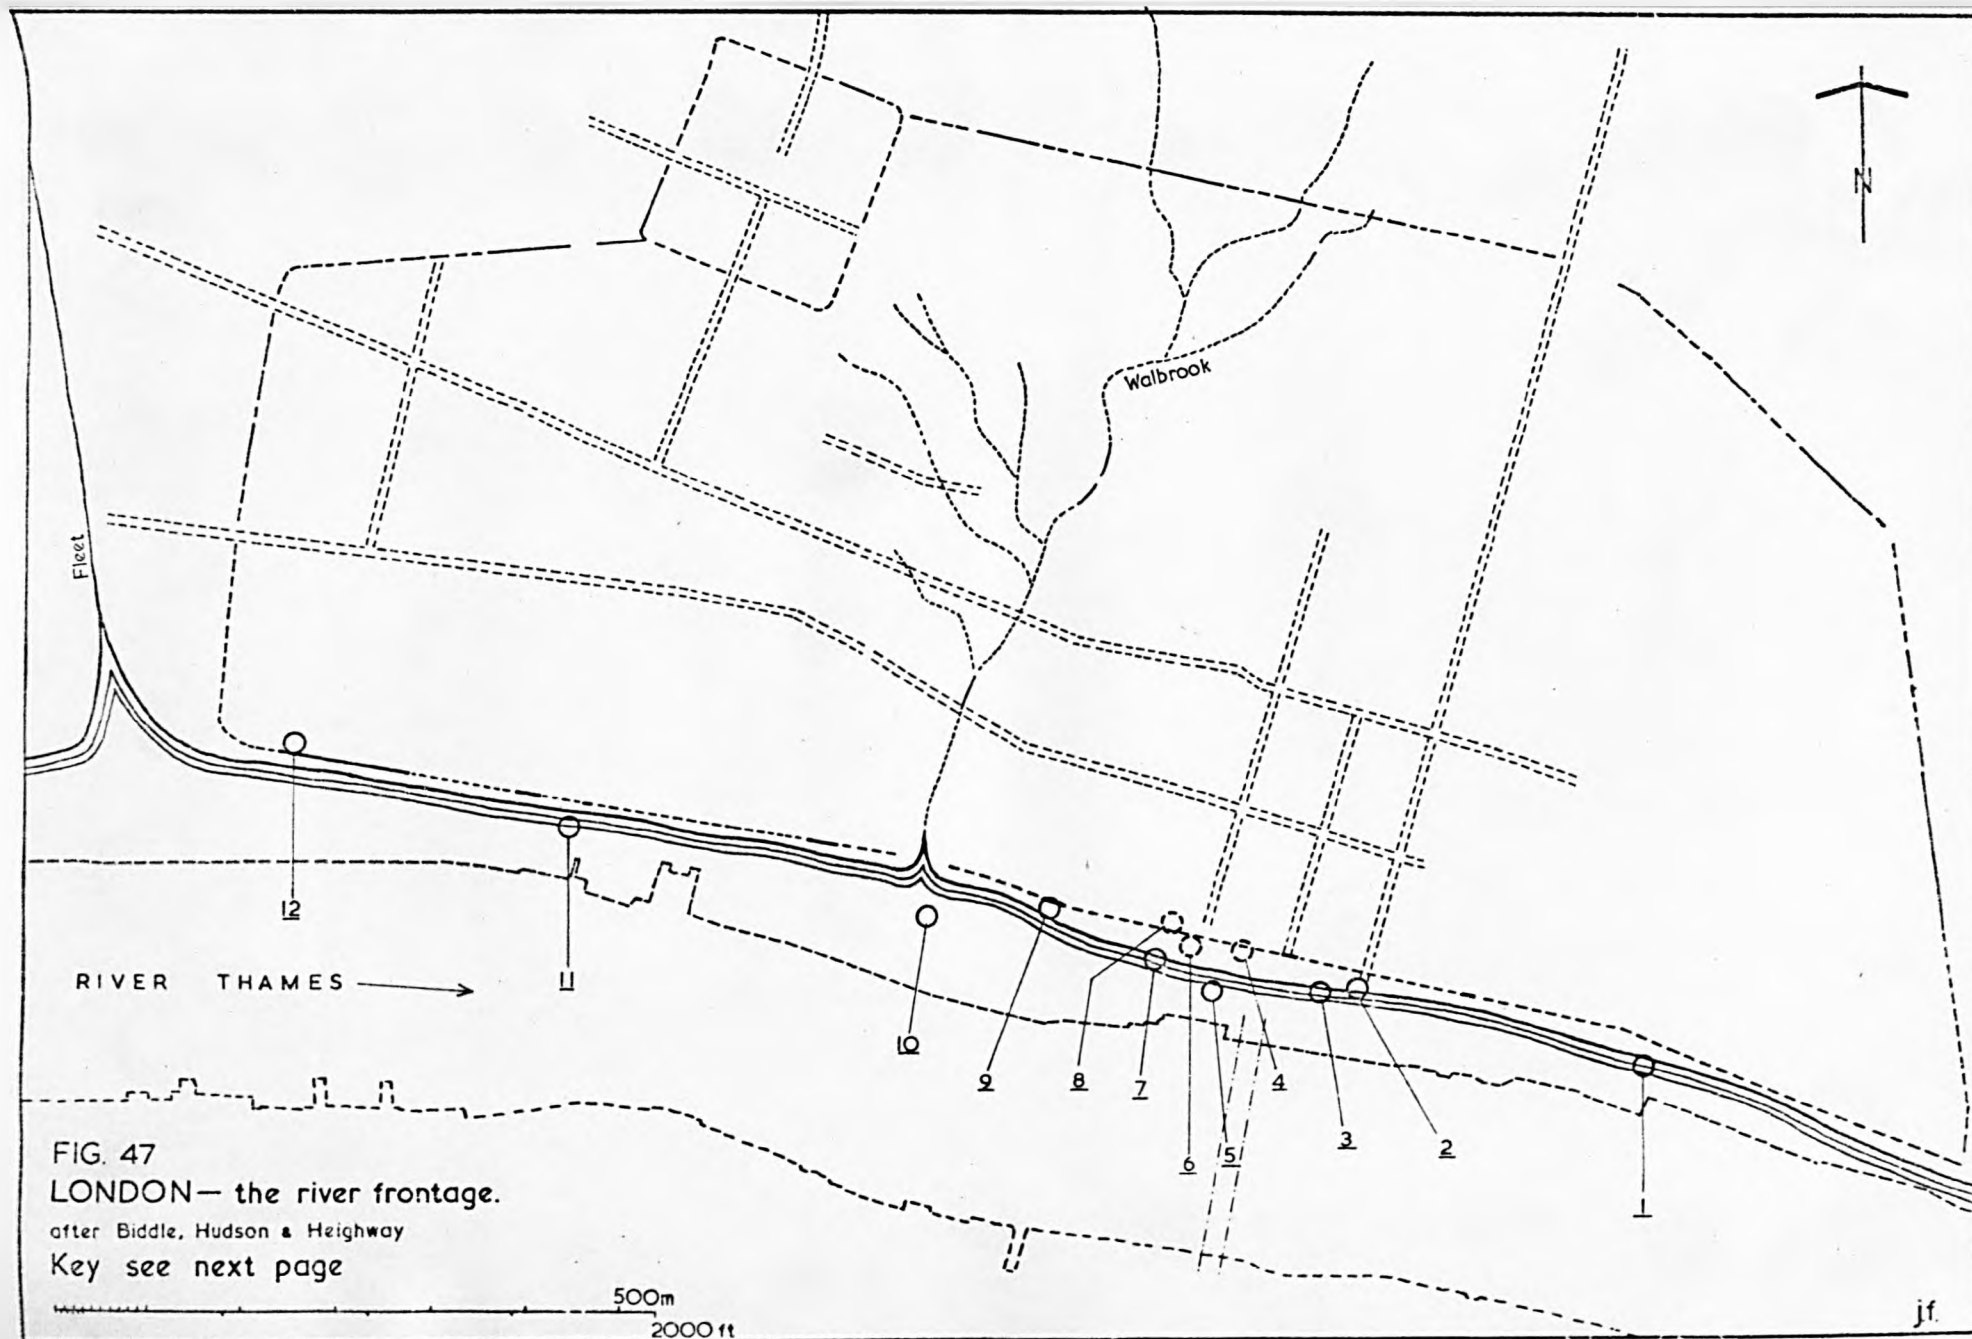 N
Walbrook
Fleet
RIVER THAMES
12
11
10
9
8
7
6
5
4
3
2
1
FIG. 47
LONDON— the river frontage.
after Biddle, Hudson & Heighway
Key see next page
500m
2000 ft
j.f.